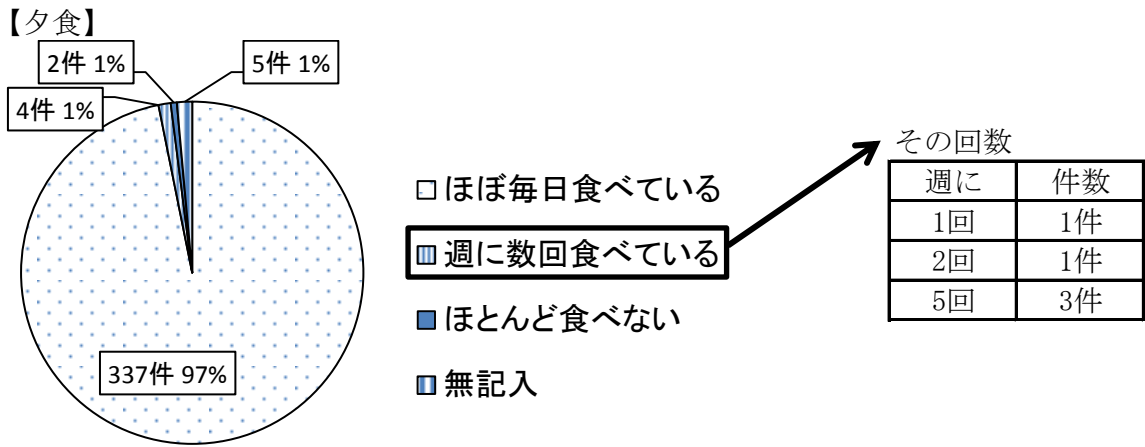 【夕食】
2件 1%
5件 1%
4件 1%
337件 97%
ほぼ毎日食べている
週に数回食べている
ほとんど食べない
無記入
その回数
週に 件数
1回 1件
2回 1件
5回 3件